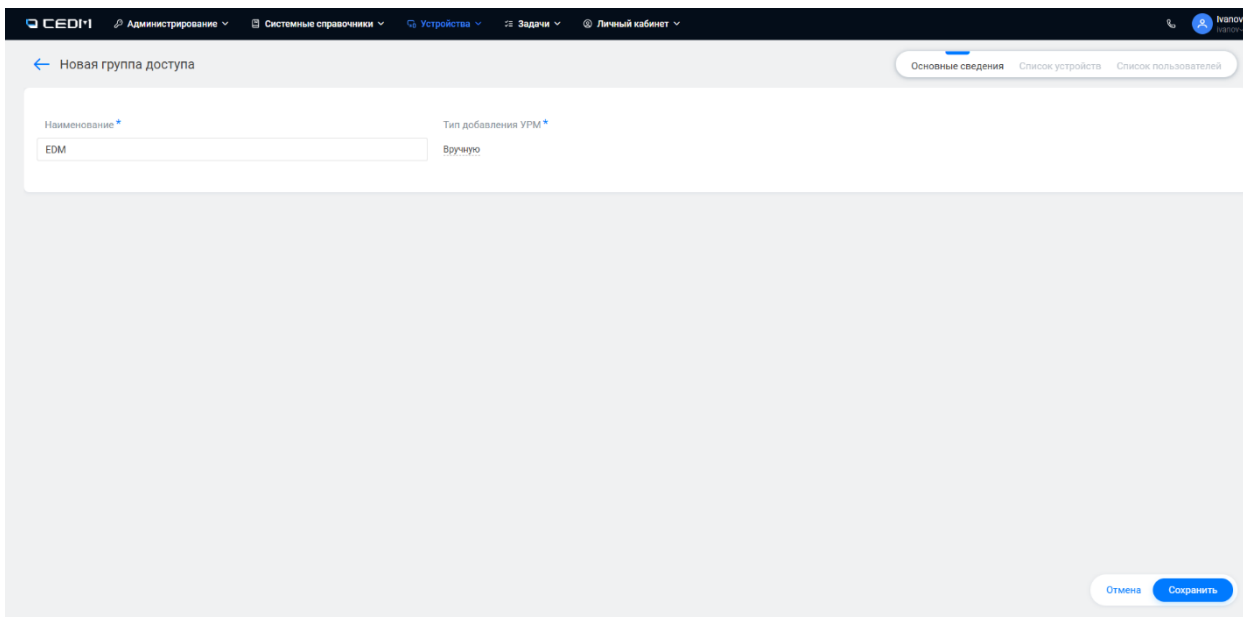 CEDM Администрирование Системные справочники Устройства Задачи Личный кабинет Ivanov
Ivanov-
Новая группа доступа Основные сведения Список устройств Список пользователей
Наименование * Тип добавления УРМ *
EDM Вручную
Отмена Сохранить